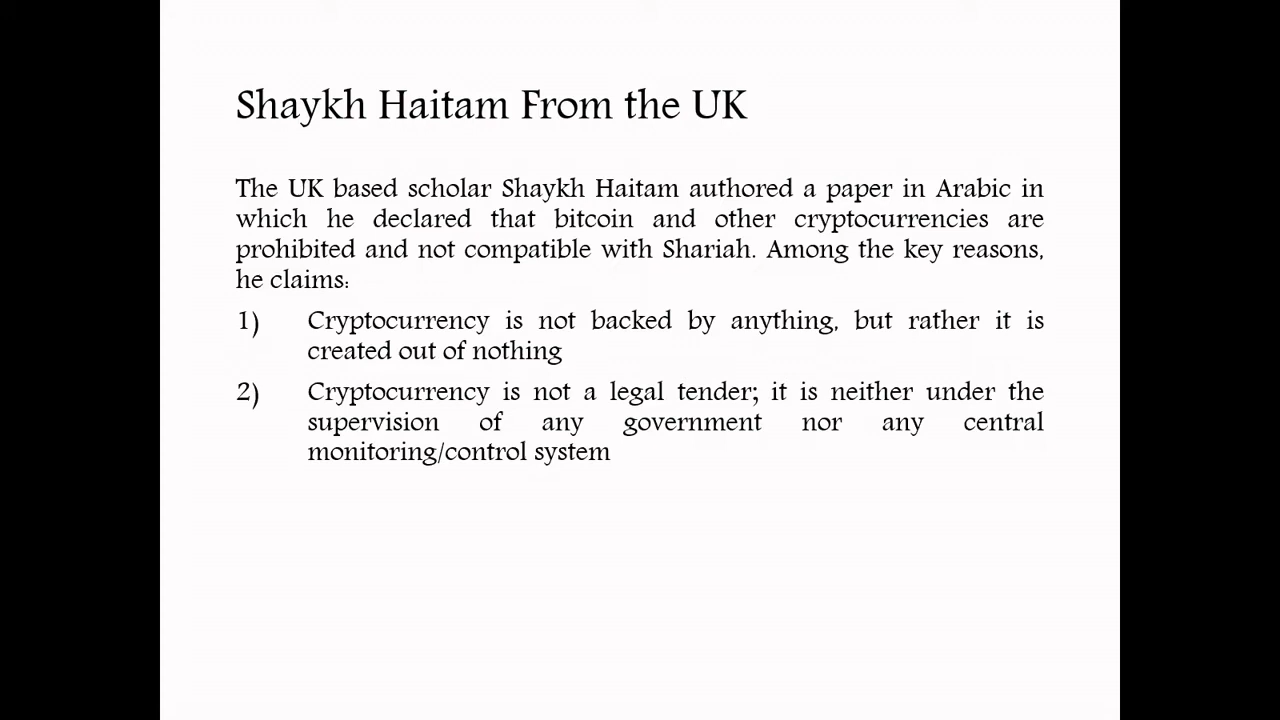 Shaykh Haitam From the UK
The UK based scholar Shaykh Haitam authored a paper in Arabic in
which he declared that bitcoin and other cryptocurrencies are
prohibited and not compatible with Shariah. Among the key reasons,
he claims:
1) Cryptocurrency is not backed by anything, but rather it is
created out of nothing
2) Cryptocurrency is not a legal tender; it is neither under the
supervision of any government nor any central
monitoring/control system